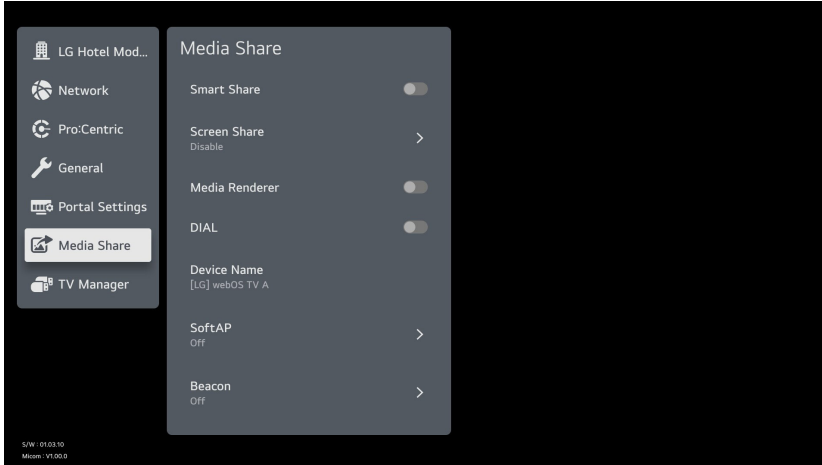 LG Hotel Mod...
Network
Pro:Centric
General
Portal Settings
Media Share
TV Manager
Media Share
Smart Share
Screen Share
Disable
Media Renderer
DIAL
Device Name
[LG] webOS TV A
SoftAP
Off
Beacon
Off
S/W : 01.03.10
Micom : V1.00.0